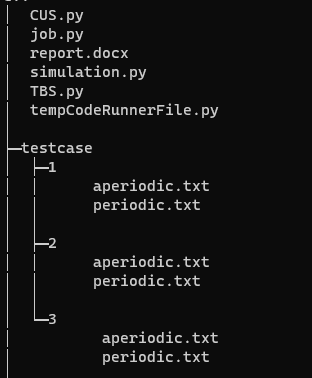 CUS.py
job.py
report.docx
simulation.py
TBS.py
tempCodeRunnerFile.py
testcase
1
aperiodic.txt
periodic.txt
2
aperiodic.txt
periodic.txt
3
aperiodic.txt
periodic.txt